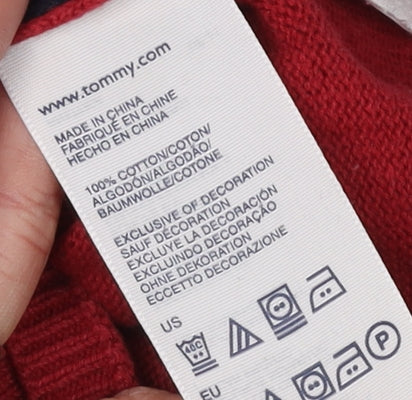 www.tommy.com
MADE IN CHINA
FABRIQUÉ EN CHINE
HECHO EN CHINA
100% COTTON/COTON/
ALGODÓN/ALGODÃO/
BAUMWOLLE/COTONE
EXCLUSIVE OF DECORATION
SAUF DÉCORATION
EXCLUYE LA DECORACIÓN
EXCLUINDO DECORAÇÃO
OHNE DEKORATION
ECCETTO DECORAZIONE
US
40C
EU
P